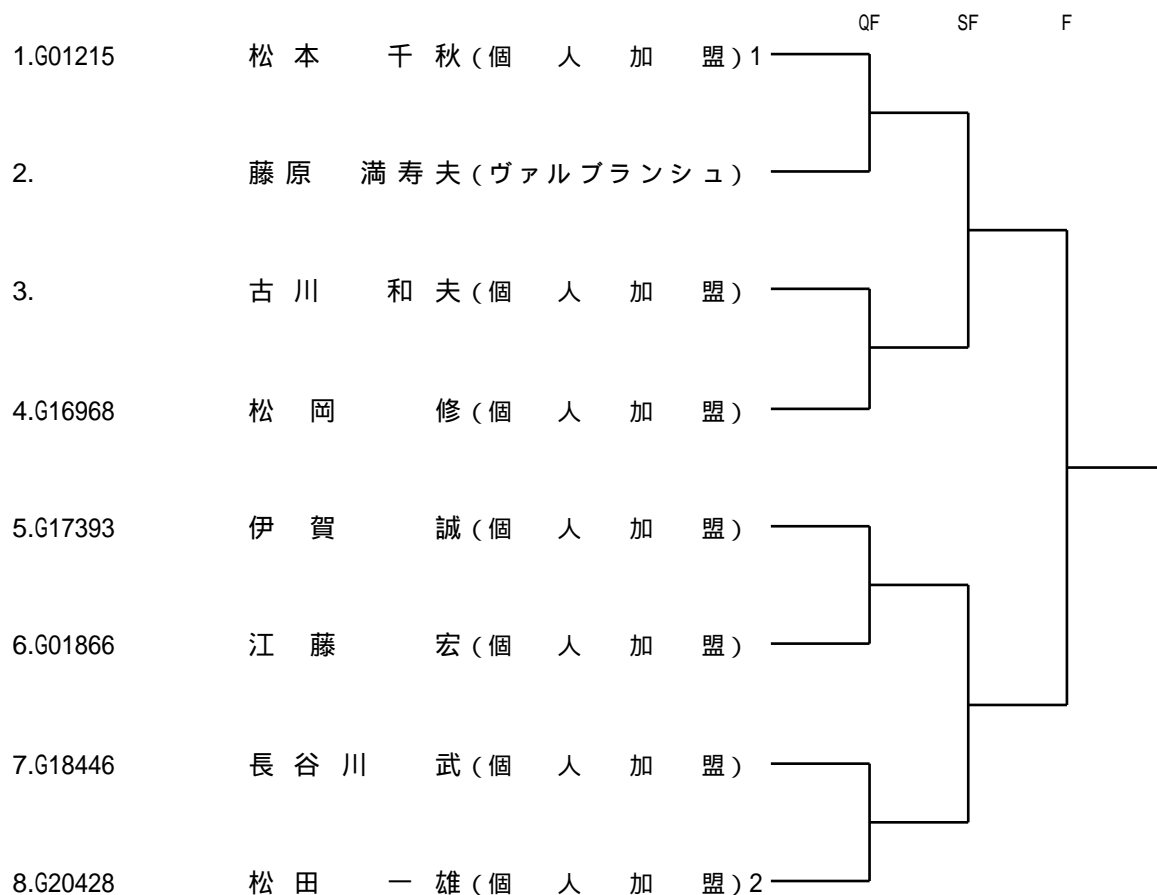 QF SF F
1.G01215 松本 千秋(個人加盟)1
2. 藤原 満寿夫(ヴァルブランシュ)
3. 古川 和夫(個人加盟)
4.G16968 松岡 修(個人加盟)
5.G17393 伊賀 誠(個人加盟)
6.G01866 江藤 宏(個人加盟)
7.G18446 長谷川 武(個人加盟)
8.G20428 松田 一雄(個人加盟)2